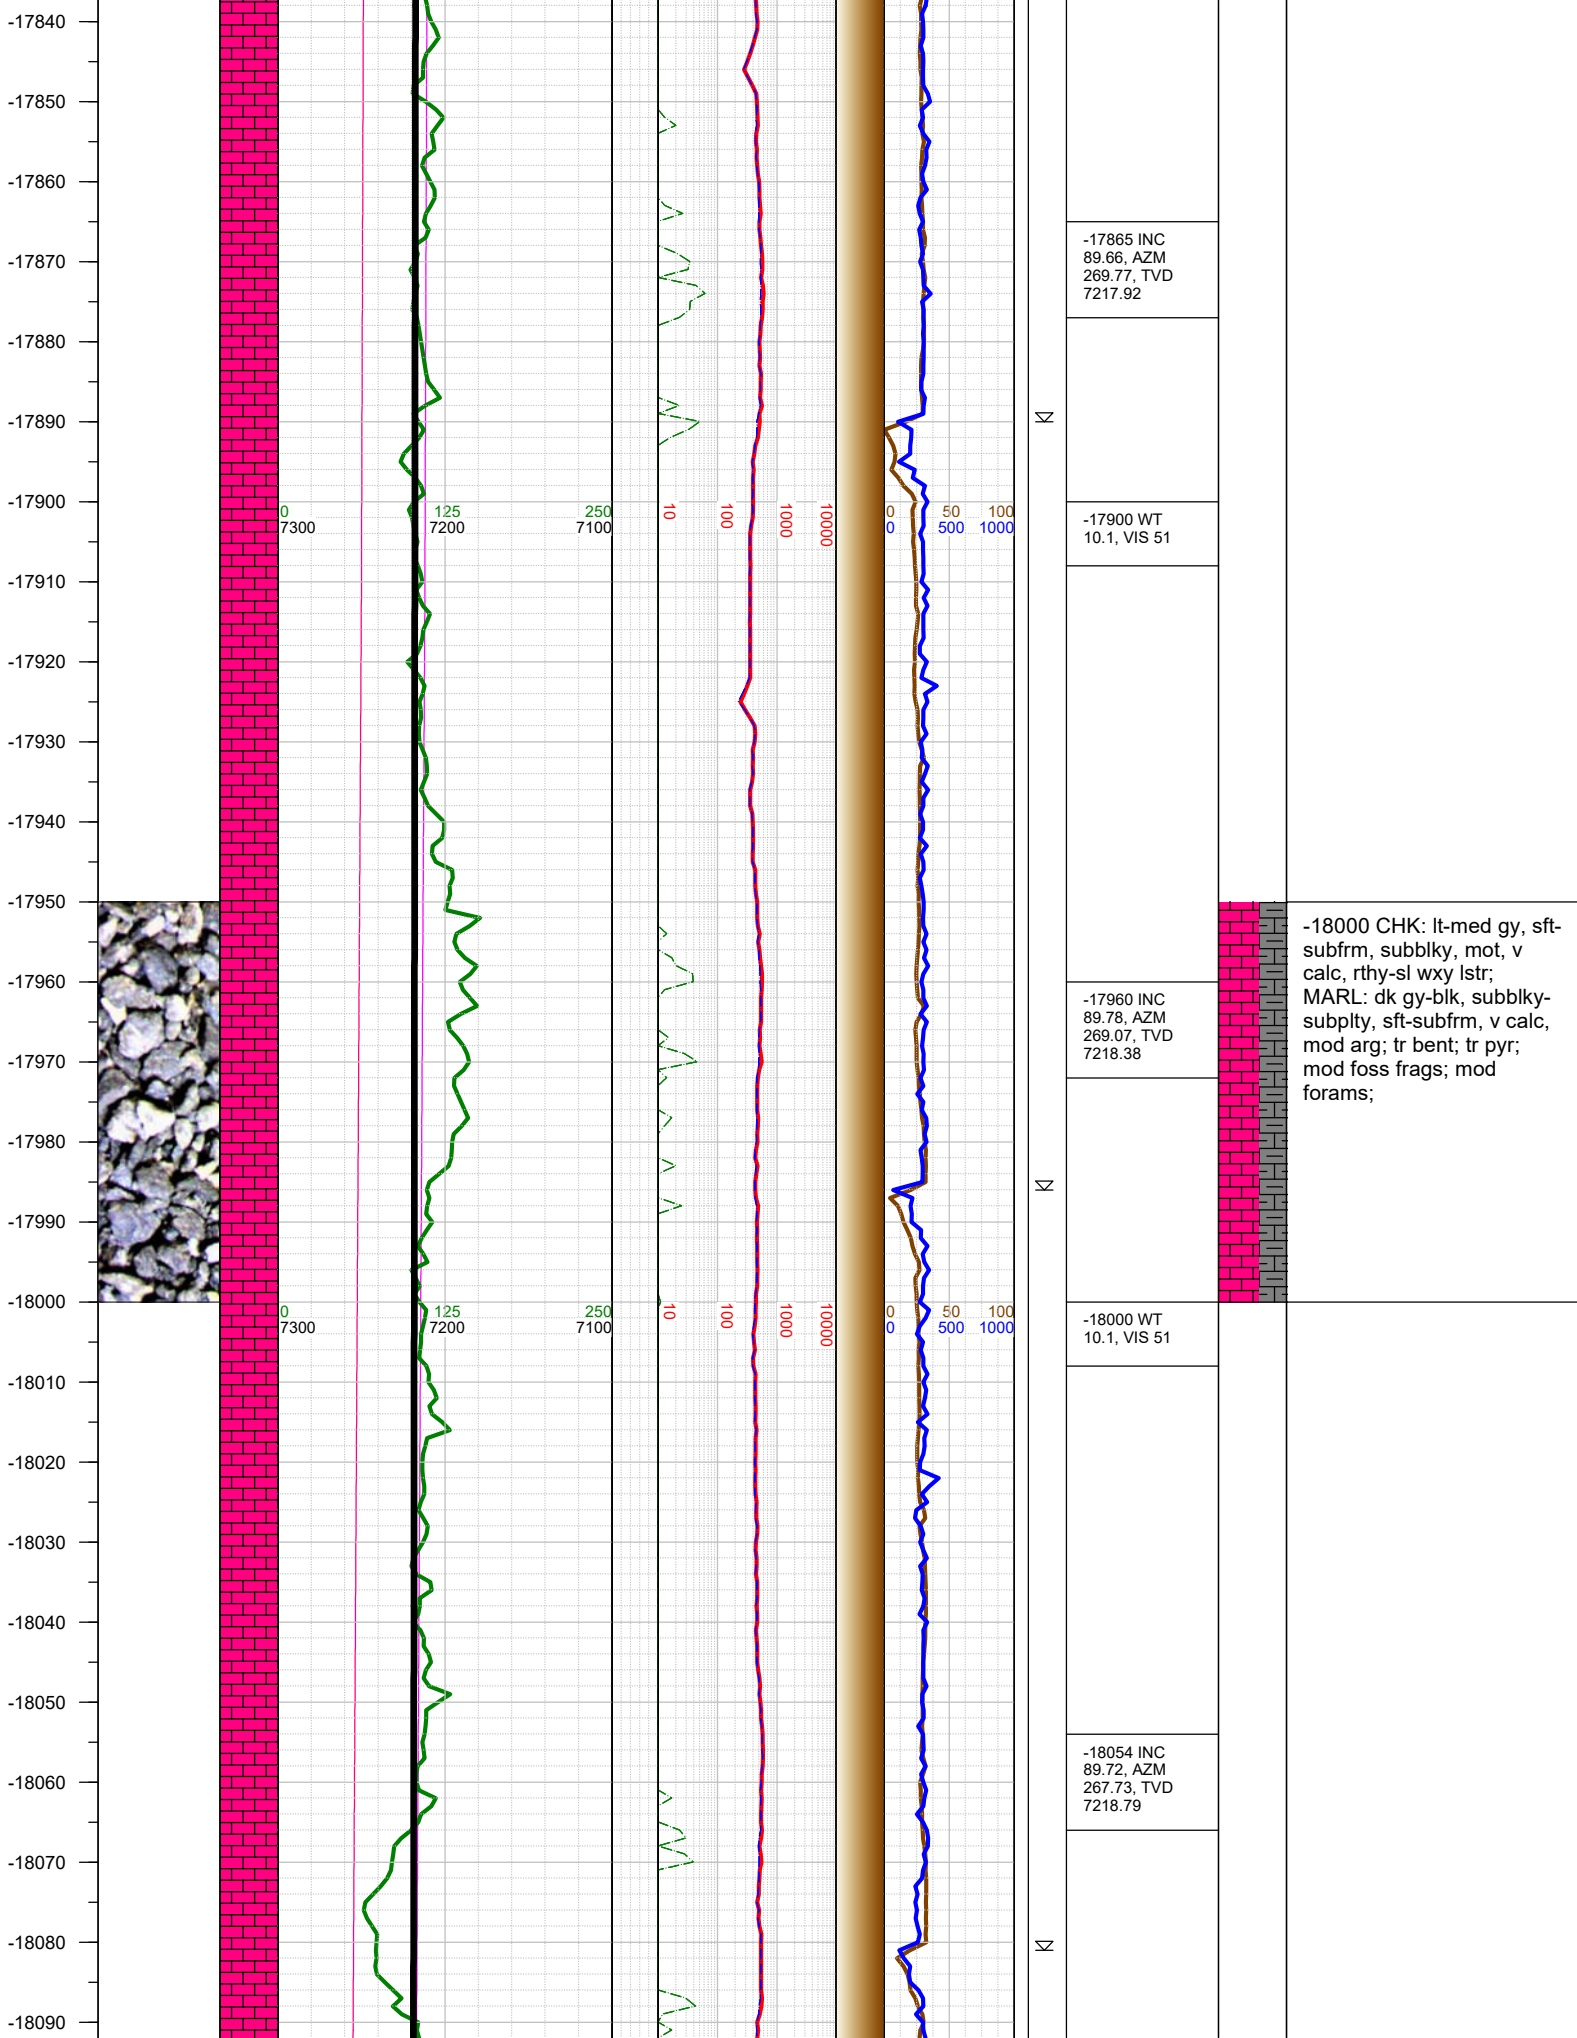 -17840
-17850
-17860
-17865 INC
89.66, AZM
269.77, TVD
7217.92
-17870
-17880
-17890
-17900
0 125 250
7300 7200 7100
10 100 1000 10000
0 50 100
0 500 1000
-17900 WT
10.1, VIS 51
-17910
-17920
-17930
-17940
-17950
-18000 CHK: lt-med gy, sft-
subfrm, subblky, mot, v
calc, rthy-sl wxy lstr;
MARL: dk gy-blk, subblky-
subplty, sft-subfrm, v calc,
mod arg; tr bent; tr pyr;
mod foss frags; mod
forams;
-17960
-17960 INC
89.78, AZM
269.07, TVD
7218.38
-17970
-17980
-17990
-18000
0 125 250
7300 7200 7100
10 100 1000 10000
0 50 100
0 500 1000
-18000 WT
10.1, VIS 51
-18010
-18020
-18030
-18040
-18050
-18054 INC
89.72, AZM
267.73, TVD
7218.79
-18060
-18070
-18080
-18090